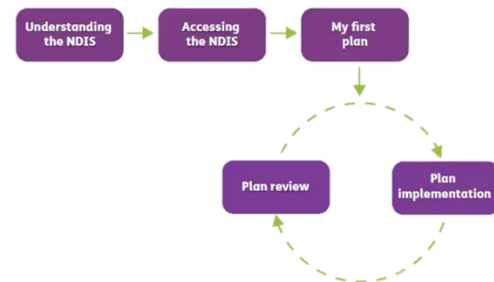 Understanding
the NDIS
Accessing
the NDIS
My first
plan
Plan review
Plan
implementation